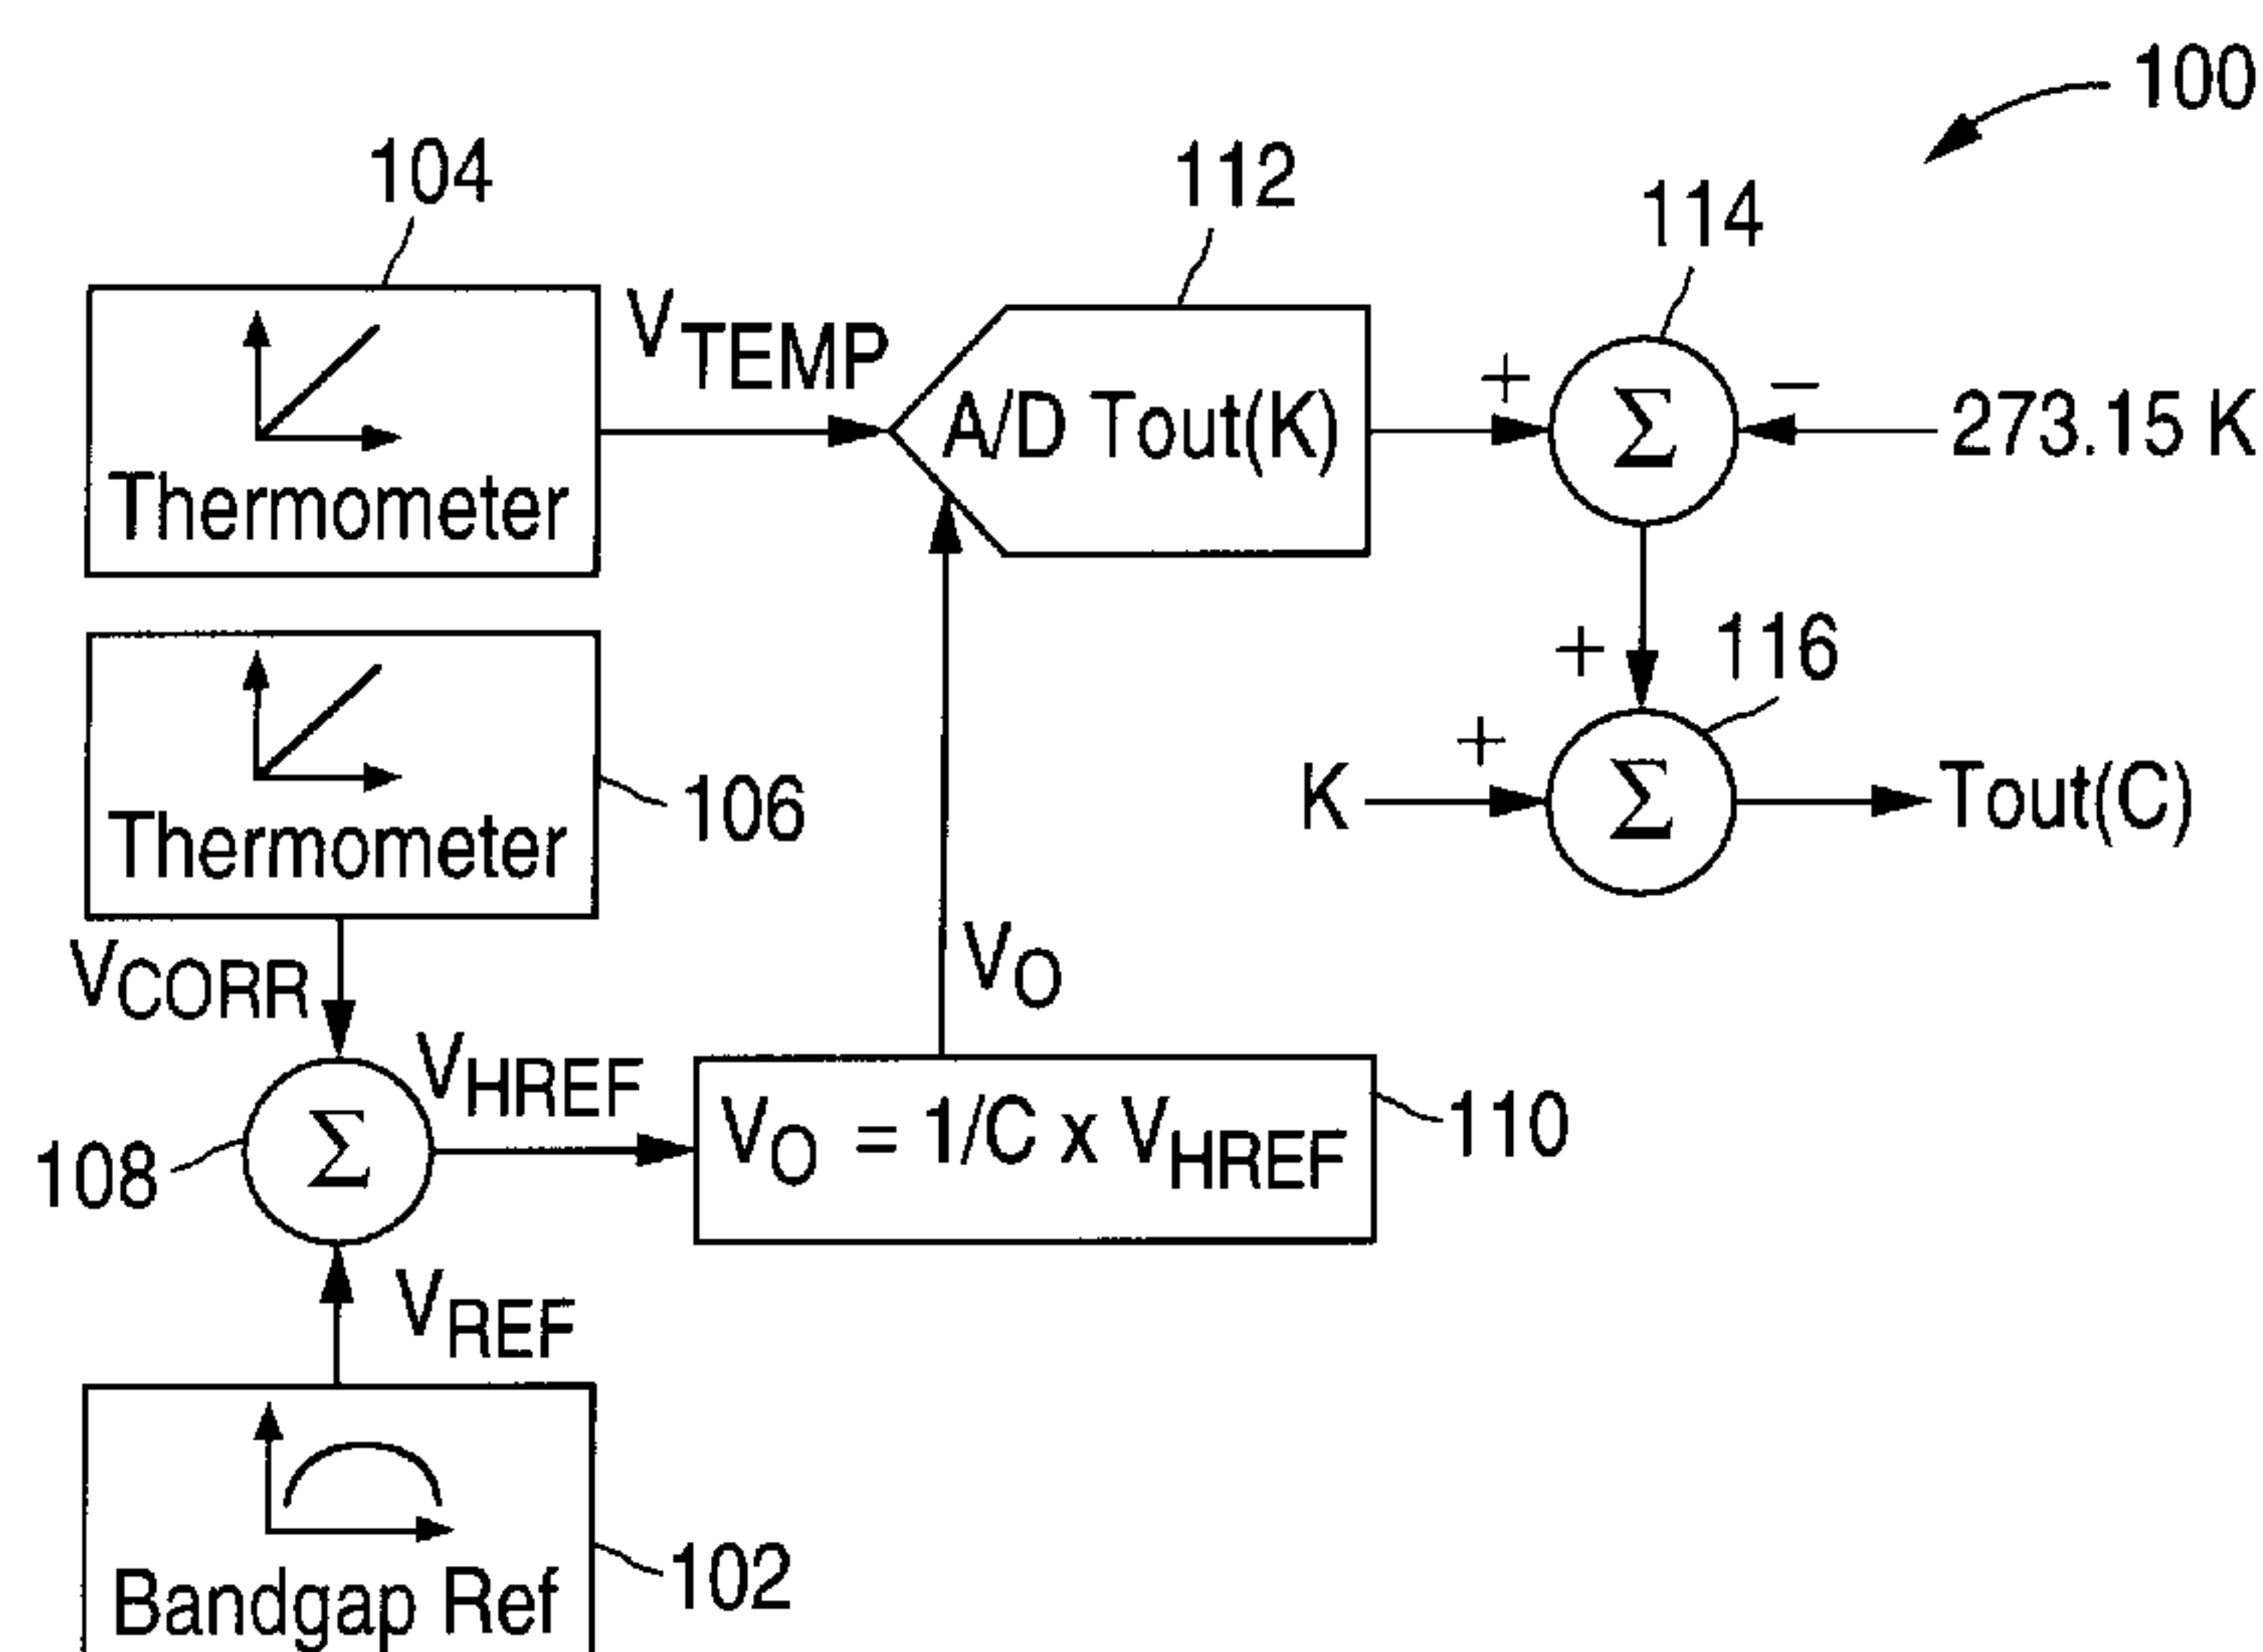 100
104
112
114
V TEMP
A/D Tout(K)
+
Σ
−
273.15 K
Thermometer
+
116
106
Thermometer
+
K
Σ
Tout(C)
VCORR
VO
VHREF
108
Σ
VO = 1/C x VHREF
110
VREF
102
Bandgap Ref